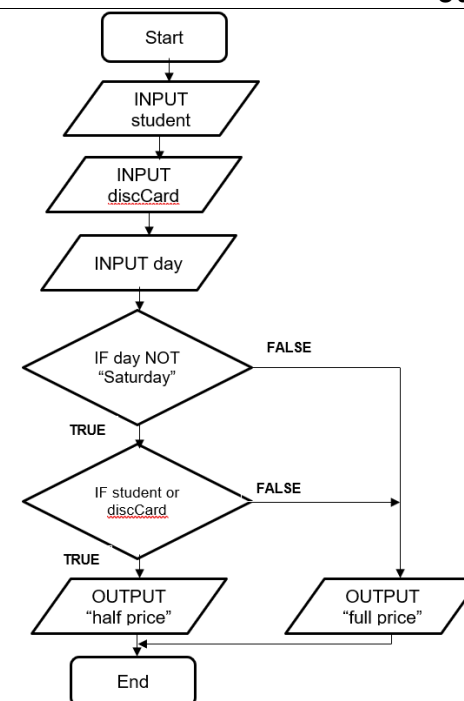 Start
INPUT
student
INPUT
discCard
INPUT day
IF day NOT
“Saturday”
FALSE
TRUE
IF student or
discCard
FALSE
TRUE
OUTPUT
“half price”
OUTPUT
“full price”
End